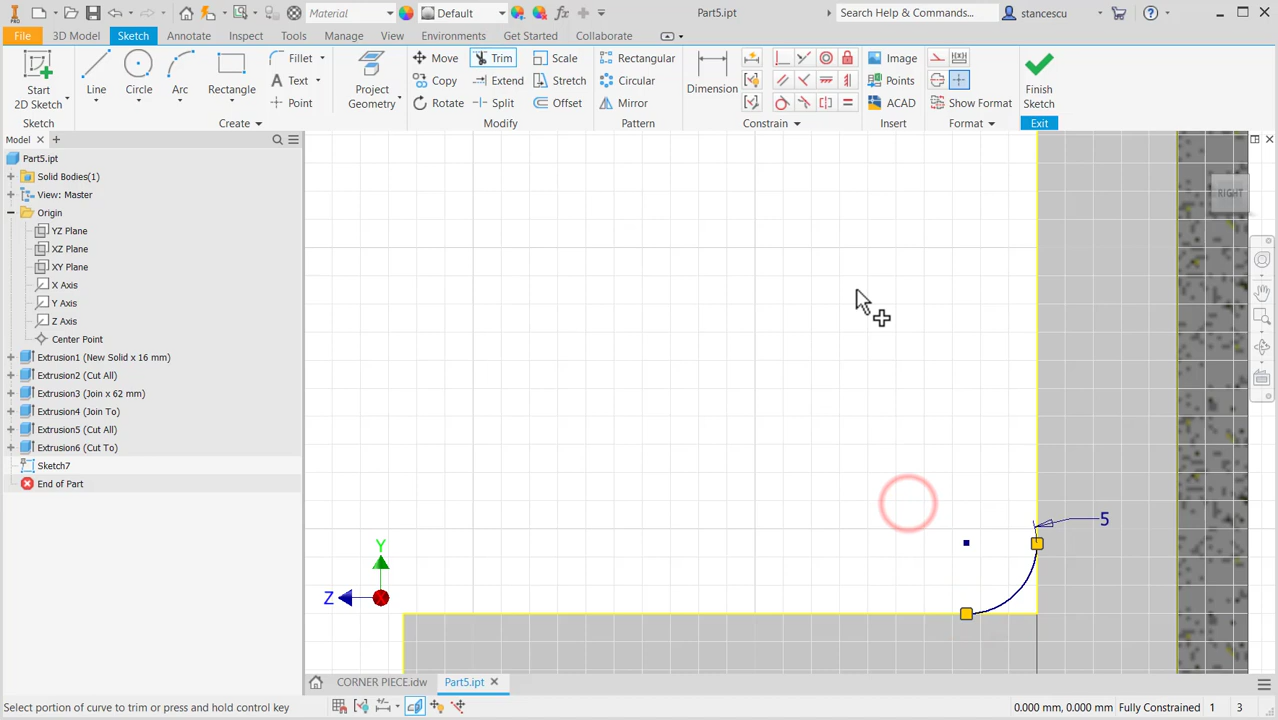 Material
Default
Part5.ipt
Search Help & Commands...
stancescu
File
3D Model
Sketch
Annotate
Inspect
Tools
Manage
View
Environments
Get Started
Collaborate
Start
2D Sketch
Line
Circle
Arc
Rectangle
Fillet
Text
Point
Project
Geometry
Move
Copy
Rotate
Trim
Extend
Split
Scale
Stretch
Offset
Rectangular
Circular
Mirror
Dimension
Image
Points
ACAD
Show Format
Finish
Sketch
Sketch
Create
Modify
Pattern
Constrain
Insert
Format
Exit
Model
Part5.ipt
Solid Bodies(1)
View: Master
Origin
YZ Plane
XZ Plane
XY Plane
X Axis
Y Axis
Z Axis
Center Point
Extrusion1 (New Solid x 16 mm)
Extrusion2 (Cut All)
Extrusion3 (Join x 62 mm)
Extrusion4 (Join To)
Extrusion5 (Cut All)
Extrusion6 (Cut To)
Sketch7
End of Part
RIGHT
5
Y
Z
CORNER PIECE.idw
Part5.ipt
Select portion of curve to trim or press and hold control key
0.000 mm, 0.000 mm
Fully Constrained
1
3